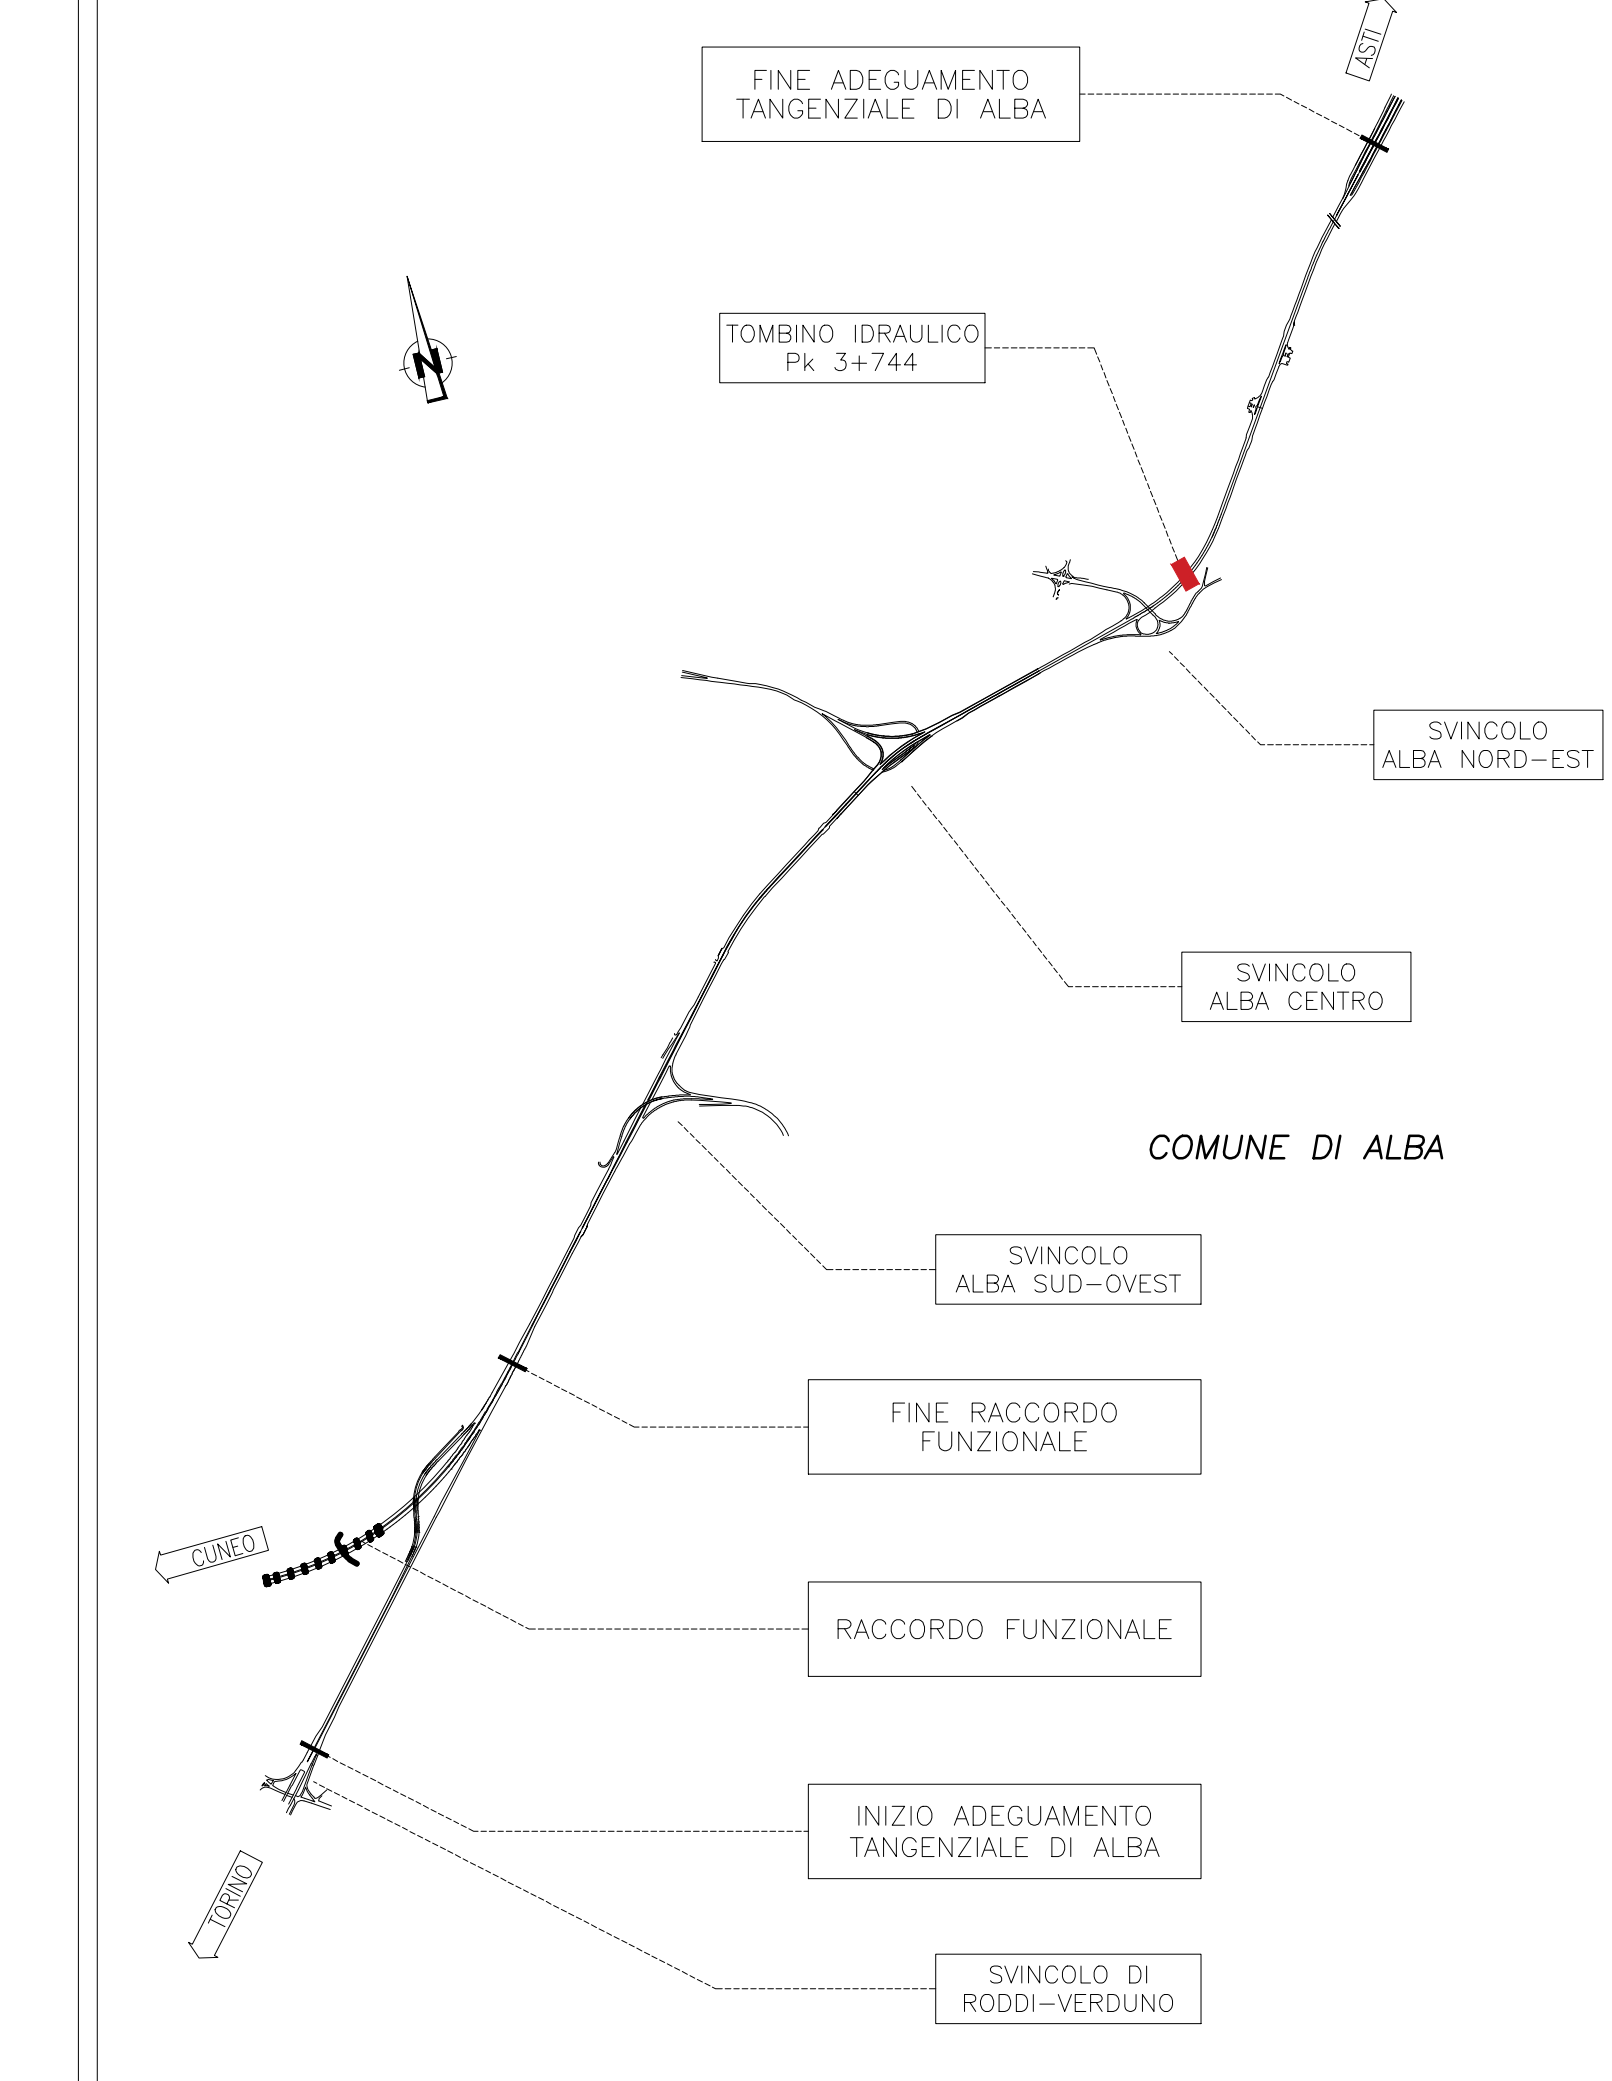 ASTI
FINE ADEGUAMENTO
TANGENZIALE DI ALBA
N
TOMBINO IDRAULICO
Pk 3+744
SVINCOLO
ALBA NORD-EST
SVINCOLO
ALBA CENTRO
COMUNE DI ALBA
SVINCOLO
ALBA SUD-OVEST
FINE RACCORDO
FUNZIONALE
CUNEO
RACCORDO FUNZIONALE
INIZIO ADEGUAMENTO
TANGENZIALE DI ALBA
TORINO
SVINCOLO DI
RODDI-VERDUNO